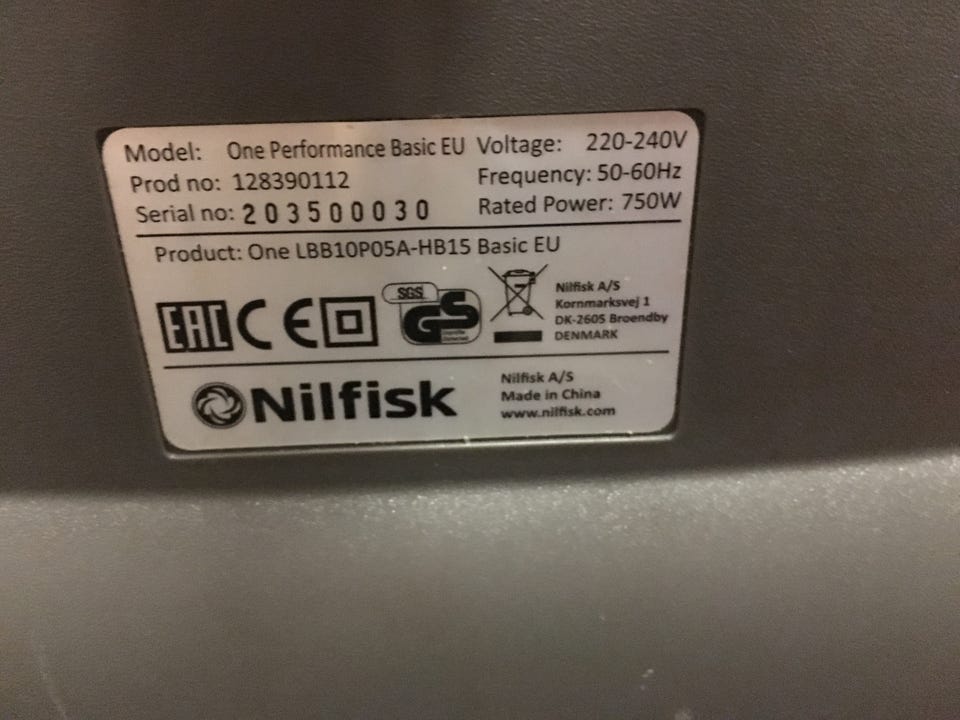 Model: One Performance Basic EU Voltage: 220-240V
Prod no: 128390112 Frequency: 50-60Hz
Serial no: 203500030 Rated Power: 750W
Product: One LBB10P05A-HB15 Basic EU
EAC CE SGS GS
Nilfisk A/S
Kornmarksvej 1
DK-2605 Broendby
DENMARK
Nilfisk
Nilfisk A/S
Made in China
www.nilfisk.com